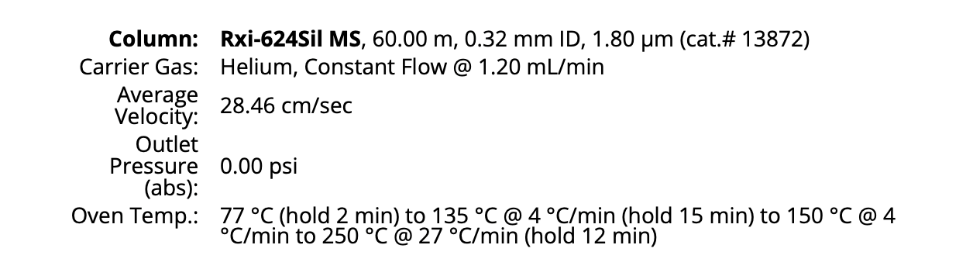 Column: Rxi-624Sil MS, 60.00 m, 0.32 mm ID, 1.80 µm (cat.# 13872)
Carrier Gas: Helium, Constant Flow @ 1.20 mL/min
Average
Velocity: 28.46 cm/sec
Outlet
Pressure 0.00 psi
(abs):
Oven Temp.: 77 °C (hold 2 min) to 135 °C @ 4 °C/min (hold 15 min) to 150 °C @ 4
°C/min to 250 °C @ 27 °C/min (hold 12 min)